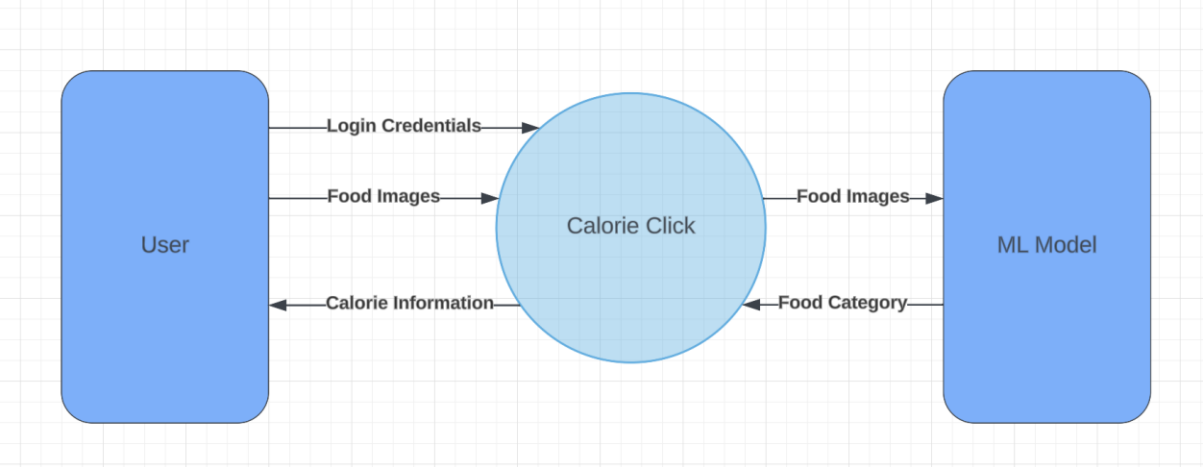 Login Credentials
Food Images
Food Images
User
Calorie Click
ML Model
Calorie Information
Food Category